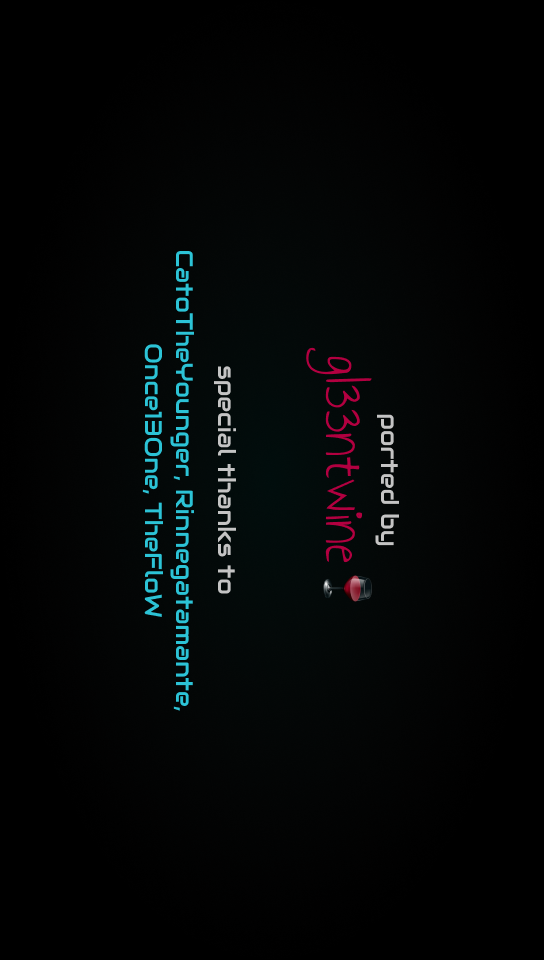 ported by
gl33ntwine
special thanks to
CatoTheYounger, Rinnegatamante,
Once13One, TheFloW